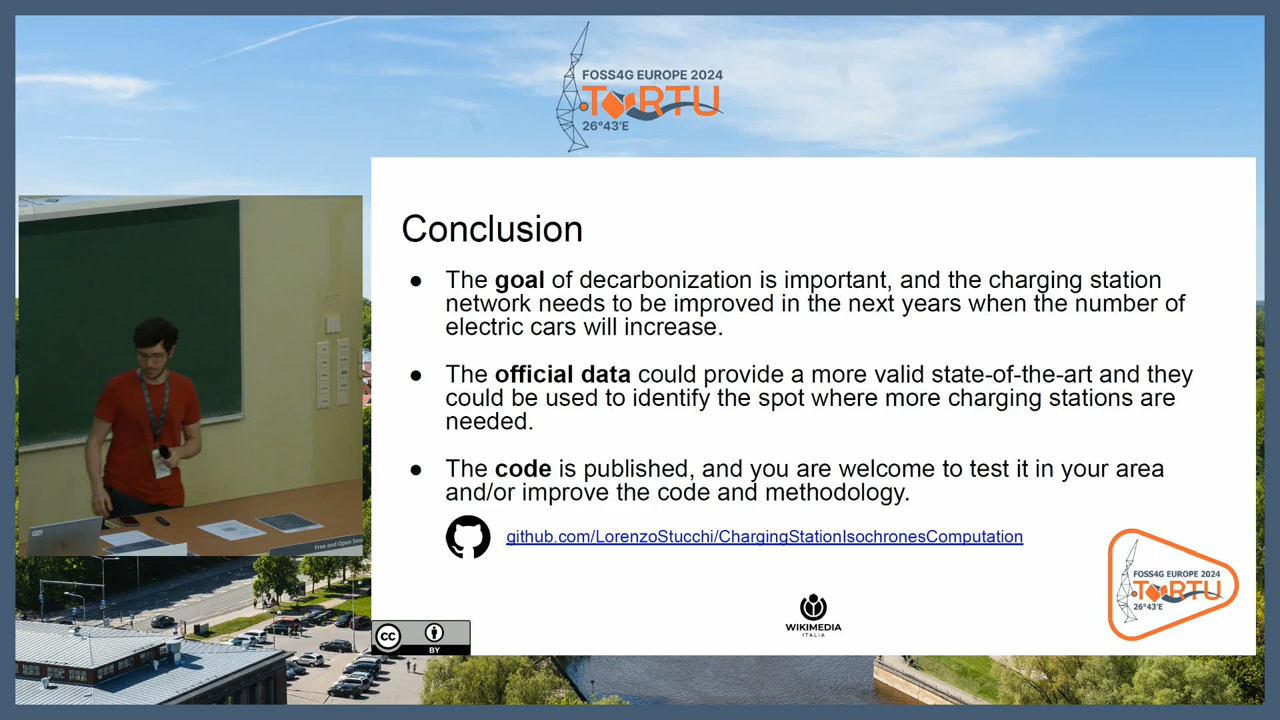 FOSS4G EUROPE 2024
TARTU
26°43'E
Conclusion
● The goal of decarbonization is important, and the charging station
network needs to be improved in the next years when the number of
electric cars will increase.
● The official data could provide a more valid state-of-the-art and they
could be used to identify the spot where more charging stations are
needed.
● The code is published, and you are welcome to test it in your area
and/or improve the code and methodology.
github.com/LorenzoStucchi/ChargingStationIsochronesComputation
FOSS4G EUROPE 2024
TARTU
26°43'E
WIKIMEDIA
ITALIA
cc
BY
Free and Open Sou